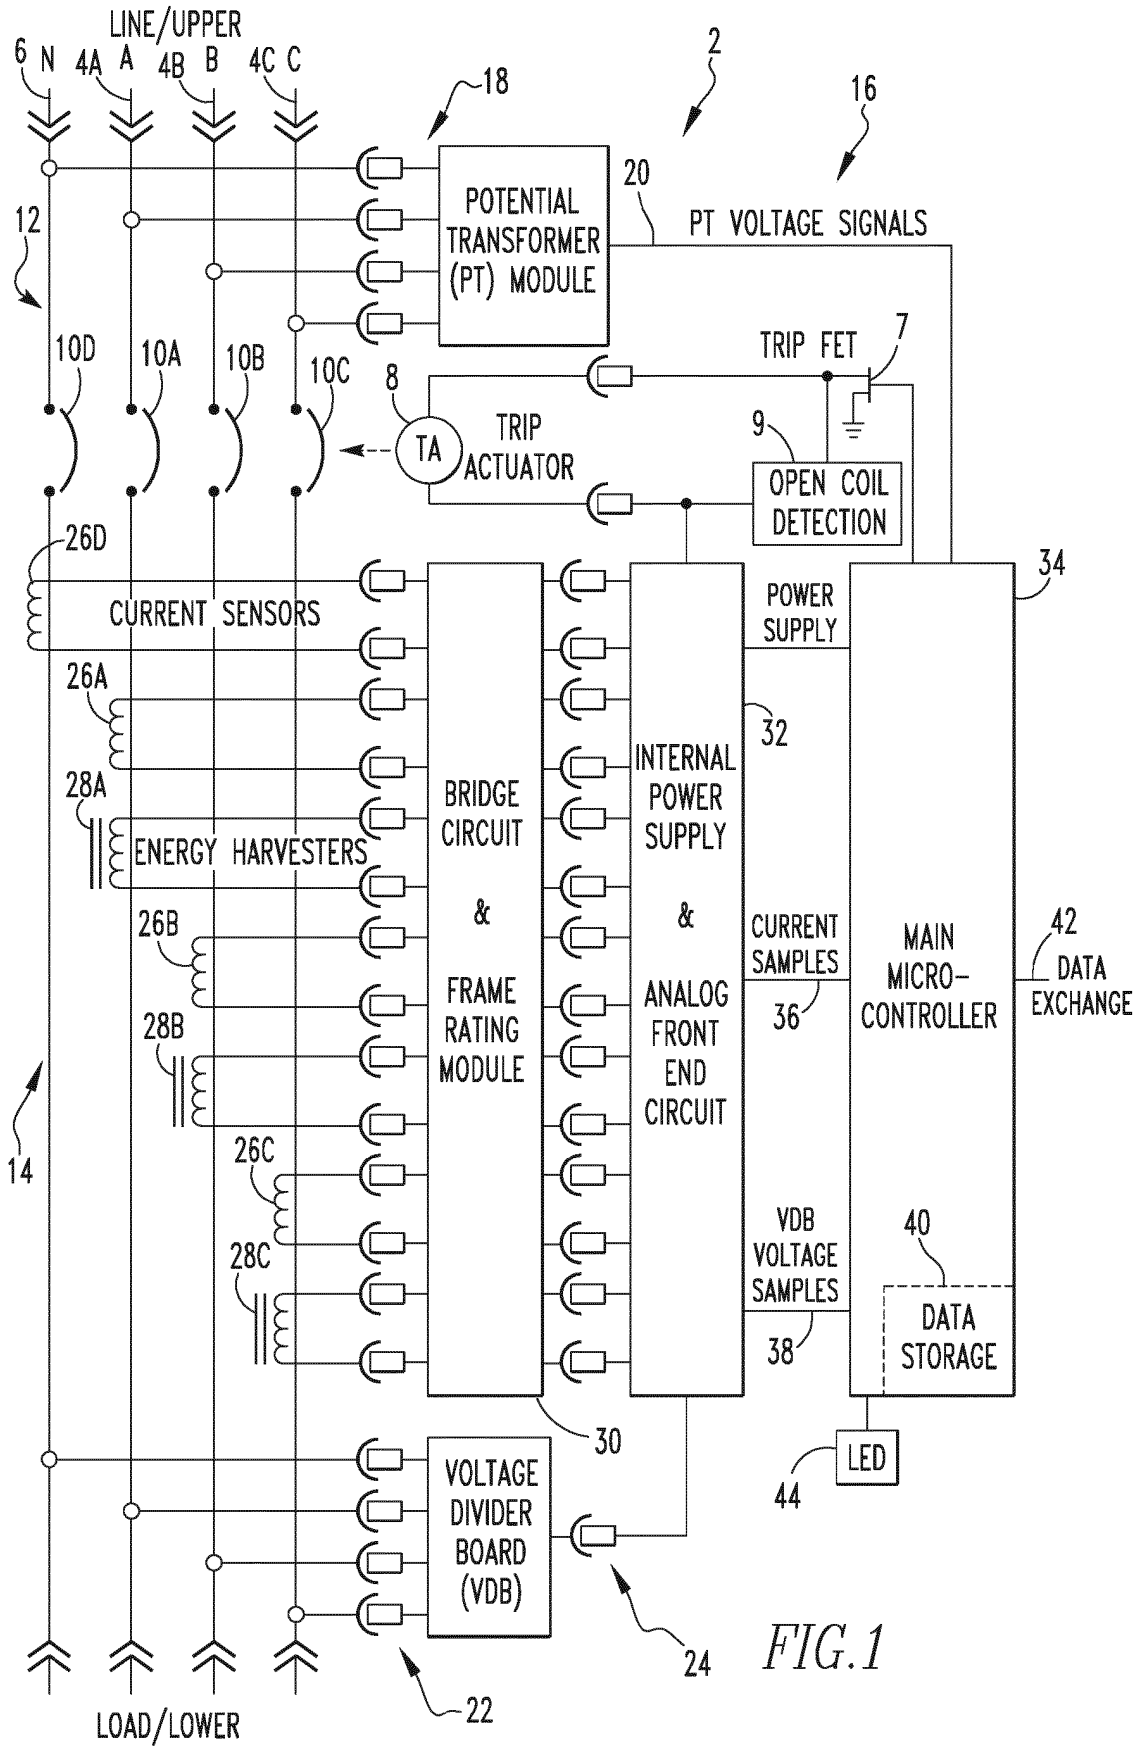 LINE/UPPER
6 N 4A A 4B B 4C C
2
18
16
20
PT VOLTAGE SIGNALS
POTENTIAL
TRANSFORMER
(PT) MODULE
12
10D 10A 10B 10C
8
TA
TRIP
ACTUATOR
TRIP FET
7
9
OPEN COIL
DETECTION
26D
CURRENT SENSORS
26A
28A
ENERGY HARVESTERS
26B
28B
26C
28C
14
BRIDGE
CIRCUIT
&
FRAME
RATING
MODULE
30
INTERNAL
POWER
SUPPLY
&
ANALOG
FRONT
END
CIRCUIT
32
POWER
SUPPLY
CURRENT
SAMPLES
36
VDB
VOLTAGE
SAMPLES
38
34
MAIN
MICRO-
CONTROLLER
42
DATA
EXCHANGE
40
DATA
STORAGE
44
LED
VOLTAGE
DIVIDER
BOARD
(VDB)
24
22
LOAD/LOWER
FIG.1